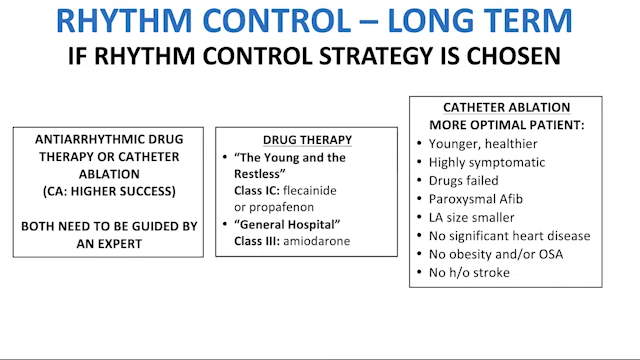 RHYTHM CONTROL – LONG TERM
IF RHYTHM CONTROL STRATEGY IS CHOSEN
ANTIARRHYTHMIC DRUG
THERAPY OR CATHETER
ABLATION
(CA: HIGHER SUCCESS)
BOTH NEED TO BE GUIDED BY
AN EXPERT
DRUG THERAPY
• “The Young and the
Restless”
Class IC: flecainide
or propafenon
• “General Hospital”
Class III: amiodarone
CATHETER ABLATION
MORE OPTIMAL PATIENT:
• Younger, healthier
• Highly symptomatic
• Drugs failed
• Paroxysmal Afib
• LA size smaller
• No significant heart disease
• No obesity and/or OSA
• No h/o stroke